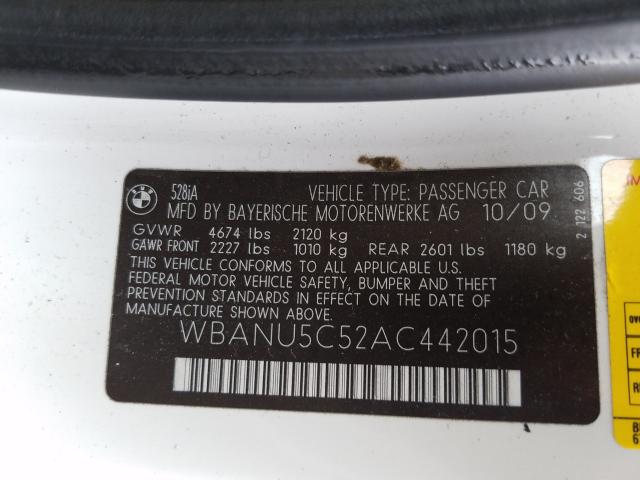 BMW
528iA
VEHICLE TYPE: PASSENGER CAR
MFD BY BAYERISCHE MOTORENWERKE AG 10/09
GVWR 4674 lbs 2120 kg
GAWR FRONT 2227 lbs 1010 kg REAR 2601 lbs 1180 kg
THIS VEHICLE CONFORMS TO ALL APPLICABLE U.S.
FEDERAL MOTOR VEHICLE SAFETY, BUMPER AND THEFT
PREVENTION STANDARDS IN EFFECT ON THE DATE OF
MANUFACTURE SHOWN ABOVE.
WBANU5C52AC442015
2 122 606